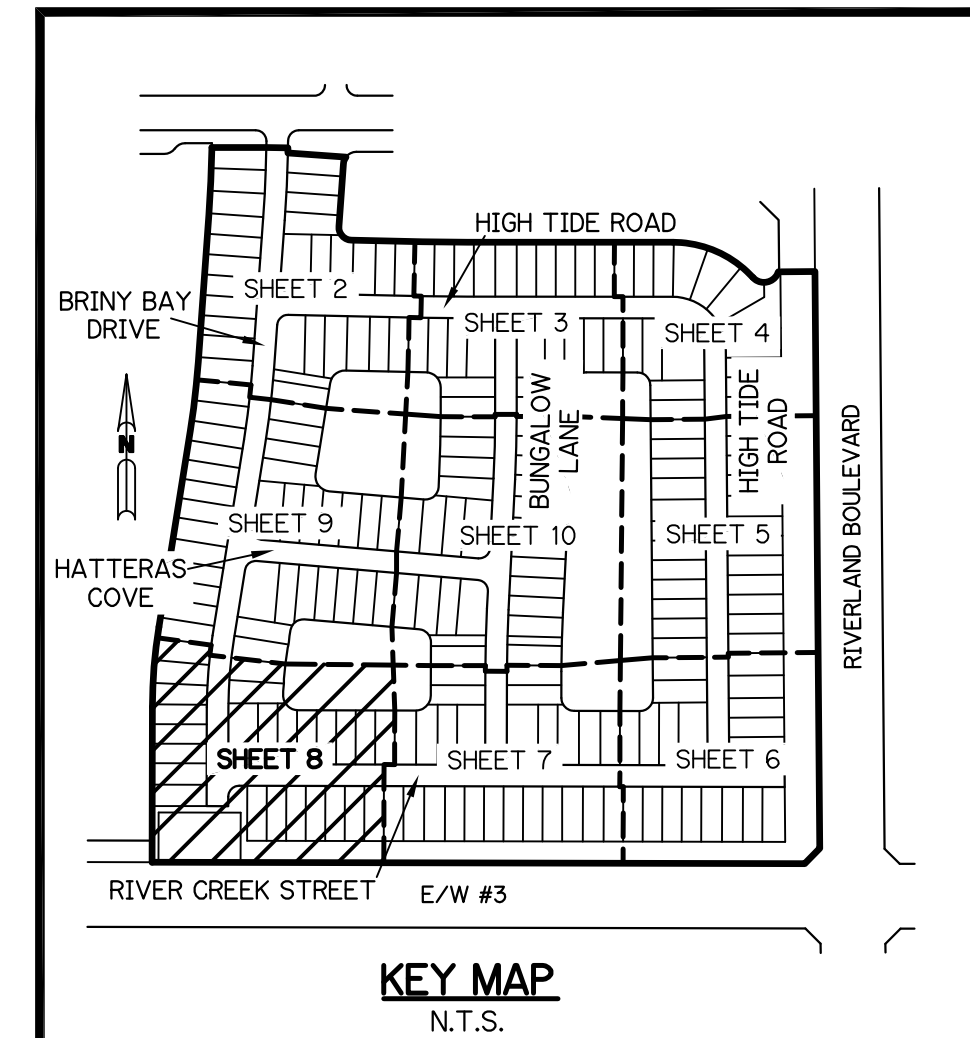 HIGH TIDE ROAD
SHEET 2
BRINY BAY
DRIVE
SHEET 3
SHEET 4
BUNGALOW
LANE
HIGH TIDE
ROAD
RIVERLAND BOULEVARD
N
SHEET 9
SHEET 10
SHEET 5
HATTERAS
COVE
SHEET 8
SHEET 7
SHEET 6
RIVER CREEK STREET
E/W #3
KEY MAP
N.T.S.